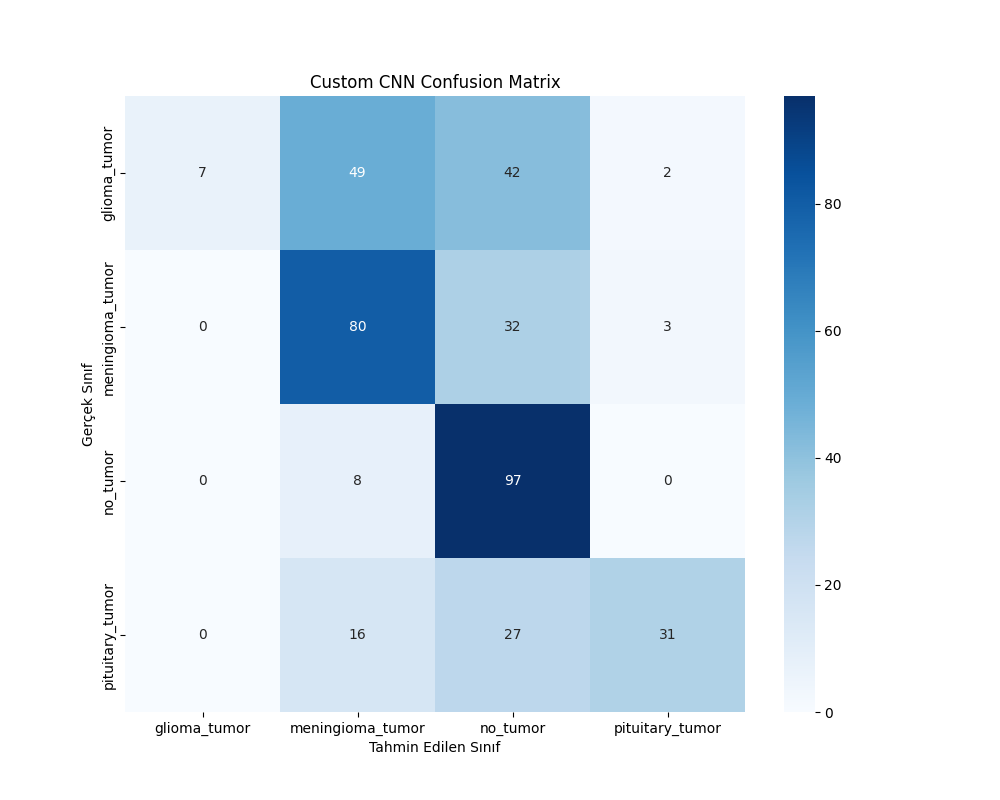 Custom CNN Confusion Matrix
Gerçek Sınıf
glioma_tumor
7 49 42 2
meningioma_tumor
0 80 32 3
no_tumor
0 8 97 0
pituitary_tumor
0 16 27 31
glioma_tumor meningioma_tumor no_tumor pituitary_tumor
Tahmin Edilen Sınıf
80
60
40
20
0